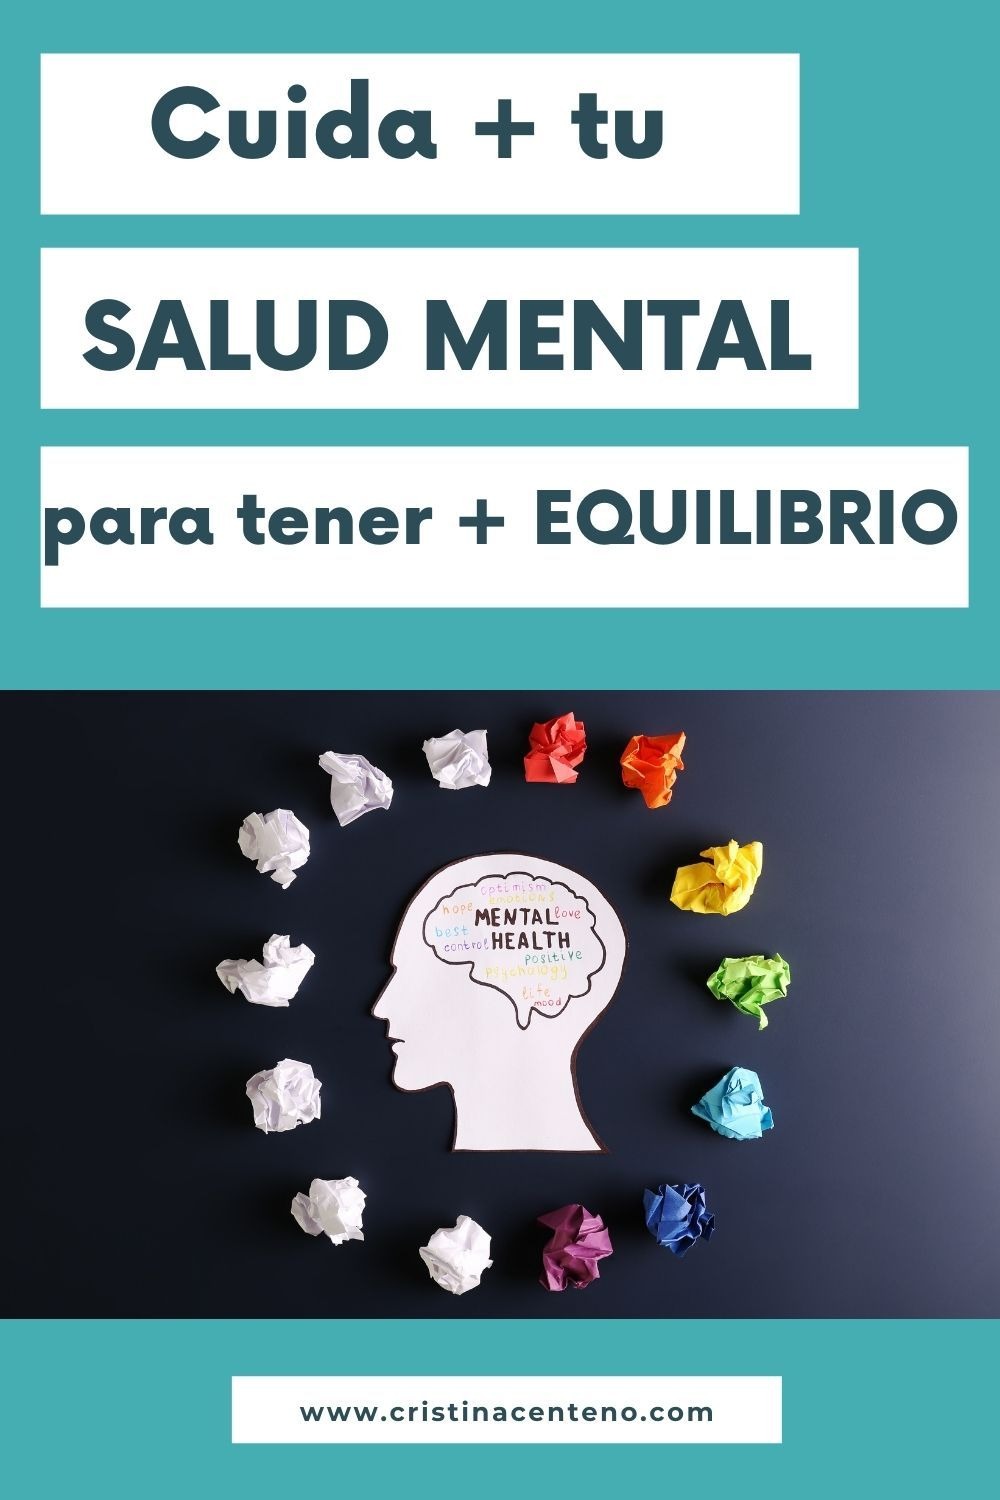 Cuida + tu
SALUD MENTAL
para tener + EQUILIBRIO
optimism
emotions
hope
MENTAL
love
best
control
HEALTH
positive
psychology
life
mood
www.cristinacenteno.com